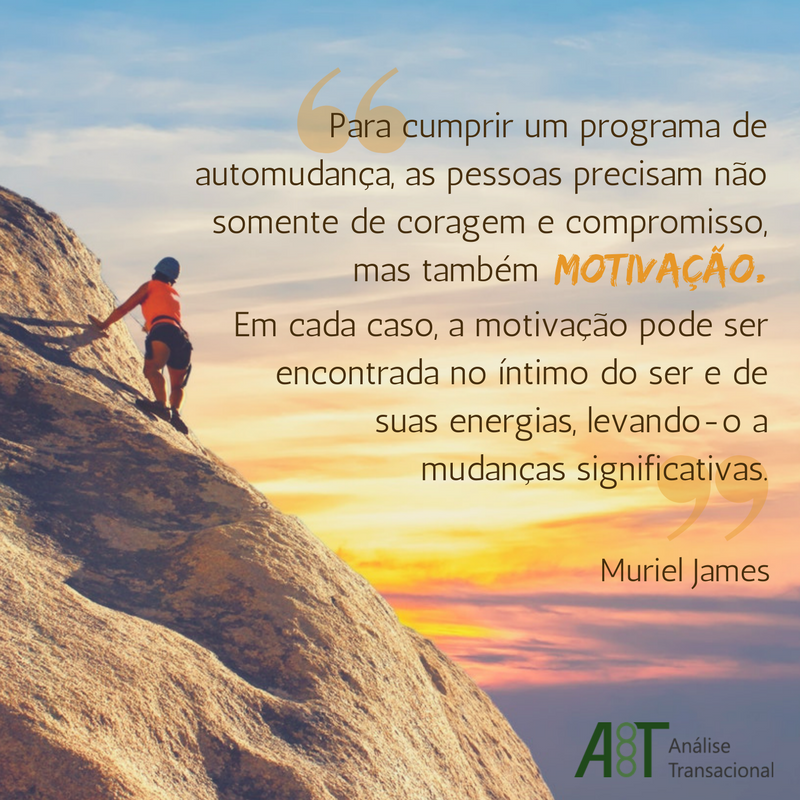 Para cumprir um programa de
automudança, as pessoas precisam não
somente de coragem e compromisso,
mas também MOTIVAÇÃO.
Em cada caso, a motivação pode ser
encontrada no íntimo do ser e de
suas energias, levando-o a
mudanças significativas.
Muriel James
A8T Análise
Transacional